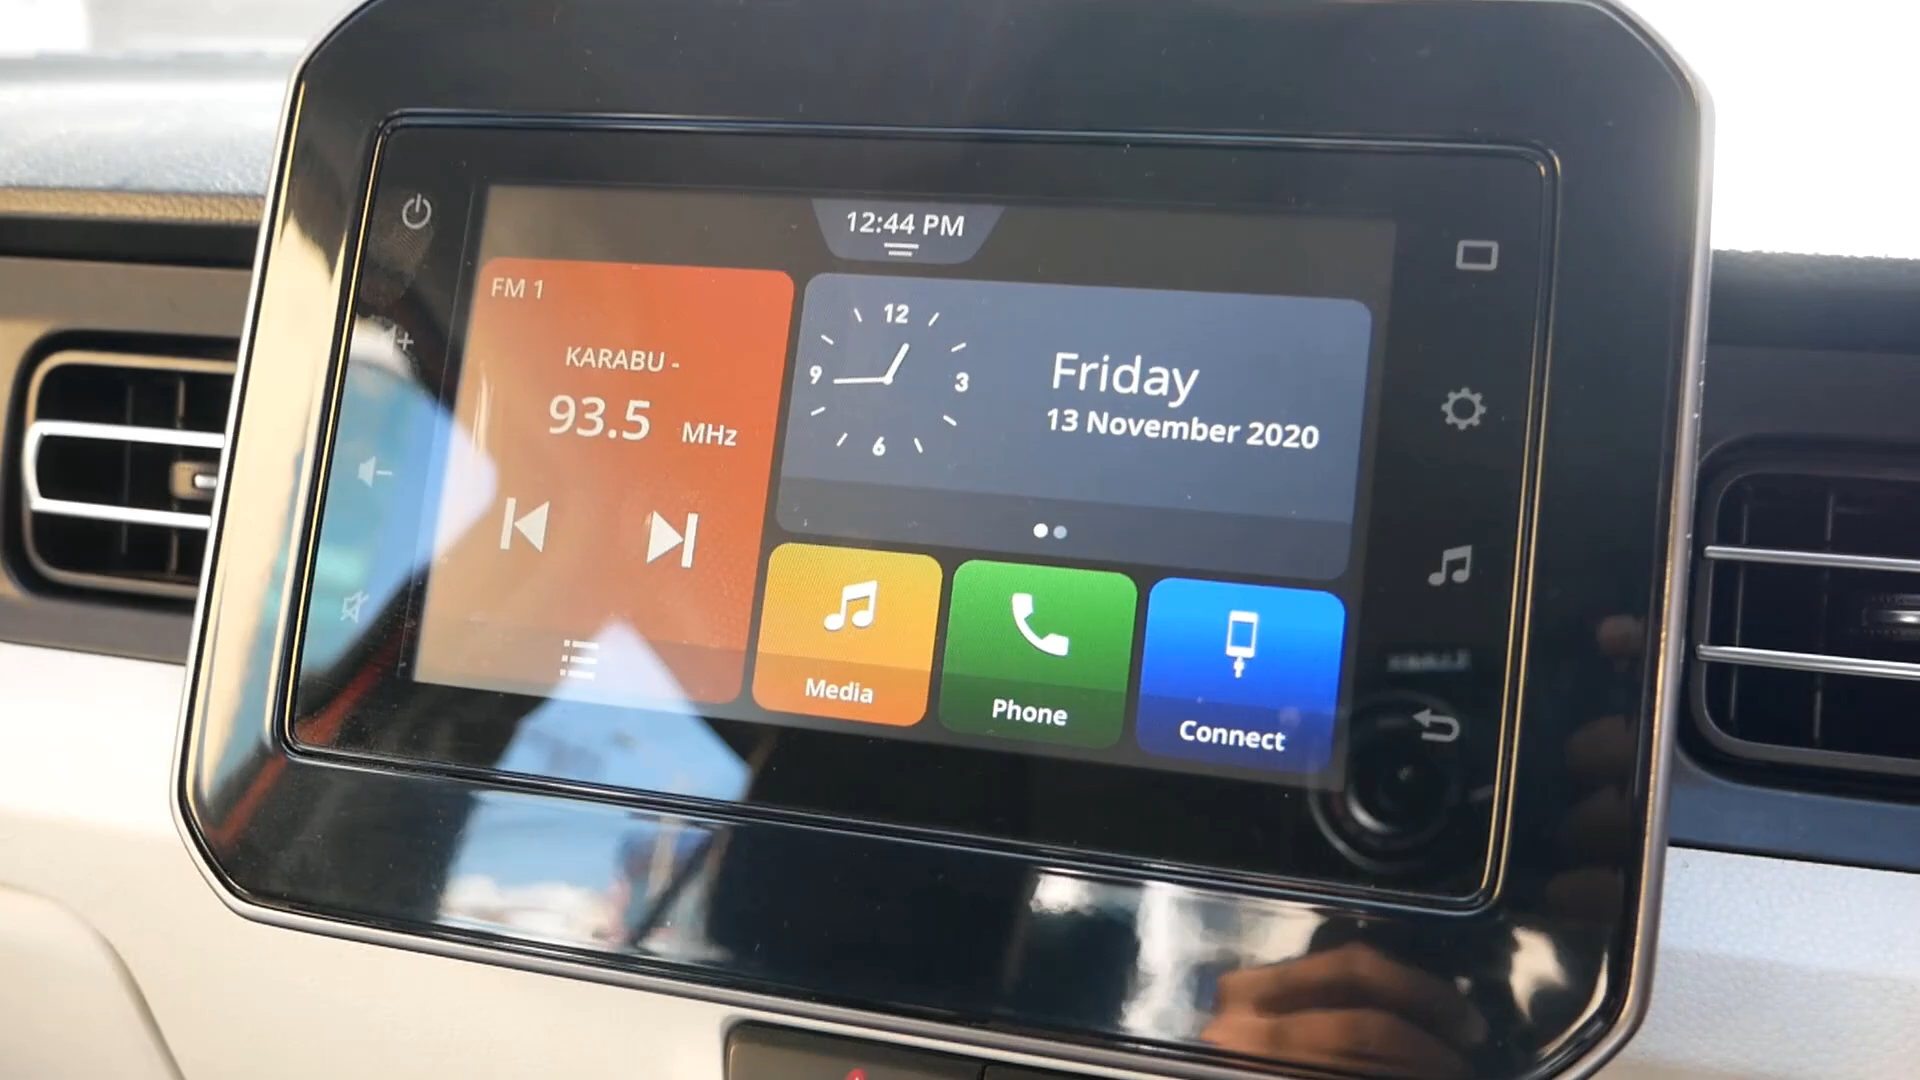 12:44 PM
FM 1
KARABU -
93.5 MHz
12
3
6
9
Friday
13 November 2020
Media
Phone
Connect